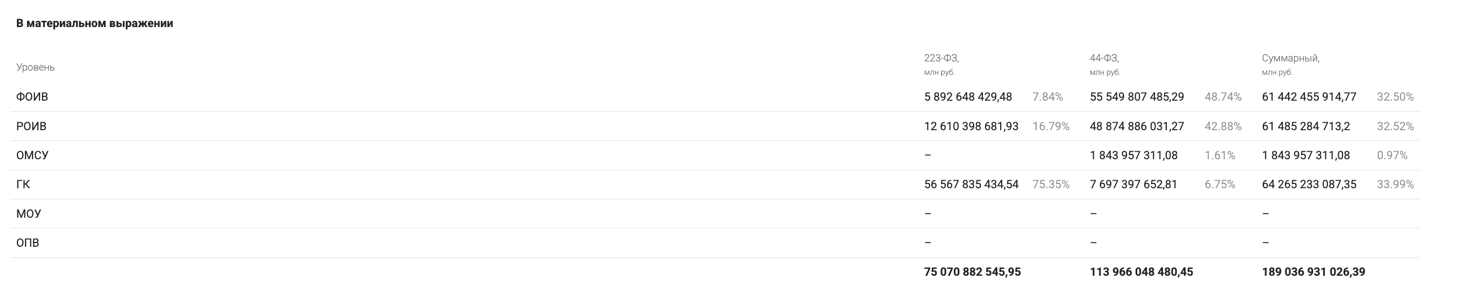 В материальном выражении
Уровень 223-ФЗ, млн руб. 44-ФЗ, млн руб. Суммарный, млн руб.
ФОИВ 5 892 648 429,48 7.84% 55 549 807 485,29 48.74% 61 442 455 914,77 32.50%
РОИВ 12 610 398 681,93 16.79% 48 874 886 031,27 42.88% 61 485 284 713,2 32.52%
ОМСУ – 1 843 957 311,08 1.61% 1 843 957 311,08 0.97%
ГК 56 567 835 434,54 75.35% 7 697 397 652,81 6.75% 64 265 233 087,35 33.99%
МОУ – – –
ОПВ – – –
75 070 882 545,95 113 966 048 480,45 189 036 931 026,39